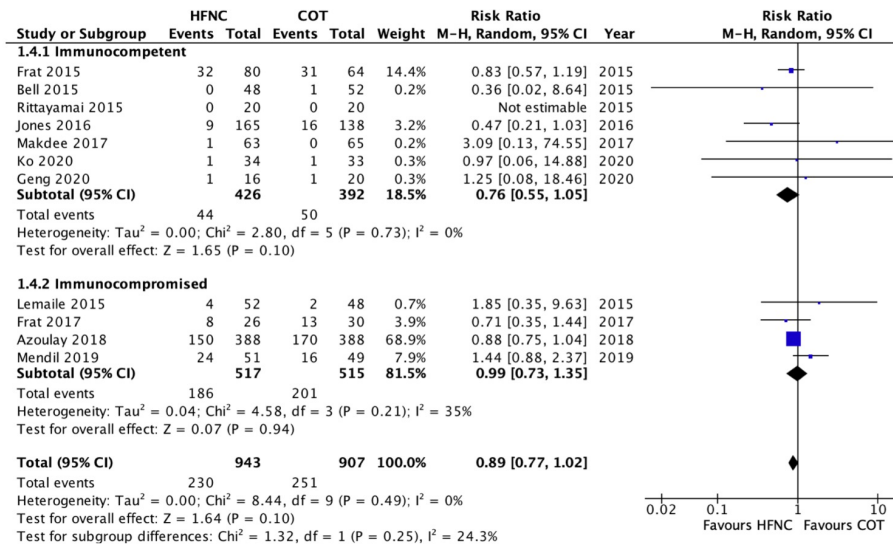 HFNC COT Risk Ratio Risk Ratio
Study or Subgroup Events Total Events Total Weight M-H, Random, 95% CI Year M-H, Random, 95% CI
1.4.1 Immunocompetent
Frat 2015 32 80 31 64 14.4% 0.83 [0.57, 1.19] 2015
Bell 2015 0 48 1 52 0.2% 0.36 [0.02, 8.64] 2015
Rittayamai 2015 0 20 0 20 Not estimable 2015
Jones 2016 9 165 16 138 3.2% 0.47 [0.21, 1.03] 2016
Makdee 2017 1 63 0 65 0.2% 3.09 [0.13, 74.55] 2017
Ko 2020 1 34 1 33 0.3% 0.97 [0.06, 14.88] 2020
Geng 2020 1 16 1 20 0.3% 1.25 [0.08, 18.46] 2020
Subtotal (95% CI) 426 392 18.5% 0.76 [0.55, 1.05]
Total events 44 50
Heterogeneity: Tau² = 0.00; Chi² = 2.80, df = 5 (P = 0.73); I² = 0%
Test for overall effect: Z = 1.65 (P = 0.10)
1.4.2 Immunocompromised
Lemaile 2015 4 52 2 48 0.7% 1.85 [0.35, 9.63] 2015
Frat 2017 8 26 13 30 3.9% 0.71 [0.35, 1.44] 2017
Azoulay 2018 150 388 170 388 68.9% 0.88 [0.75, 1.04] 2018
Mendil 2019 24 51 16 49 7.9% 1.44 [0.88, 2.37] 2019
Subtotal (95% CI) 517 515 81.5% 0.99 [0.73, 1.35]
Total events 186 201
Heterogeneity: Tau² = 0.04; Chi² = 4.58, df = 3 (P = 0.21); I² = 35%
Test for overall effect: Z = 0.07 (P = 0.94)
Total (95% CI) 943 907 100.0% 0.89 [0.77, 1.02]
Total events 230 251
Heterogeneity: Tau² = 0.00; Chi² = 8.44, df = 9 (P = 0.49); I² = 0%
Test for overall effect: Z = 1.64 (P = 0.10)
Test for subgroup differences: Chi² = 1.32, df = 1 (P = 0.25), I² = 24.3%
0.02 0.1 1 10
Favours HFNC Favours COT